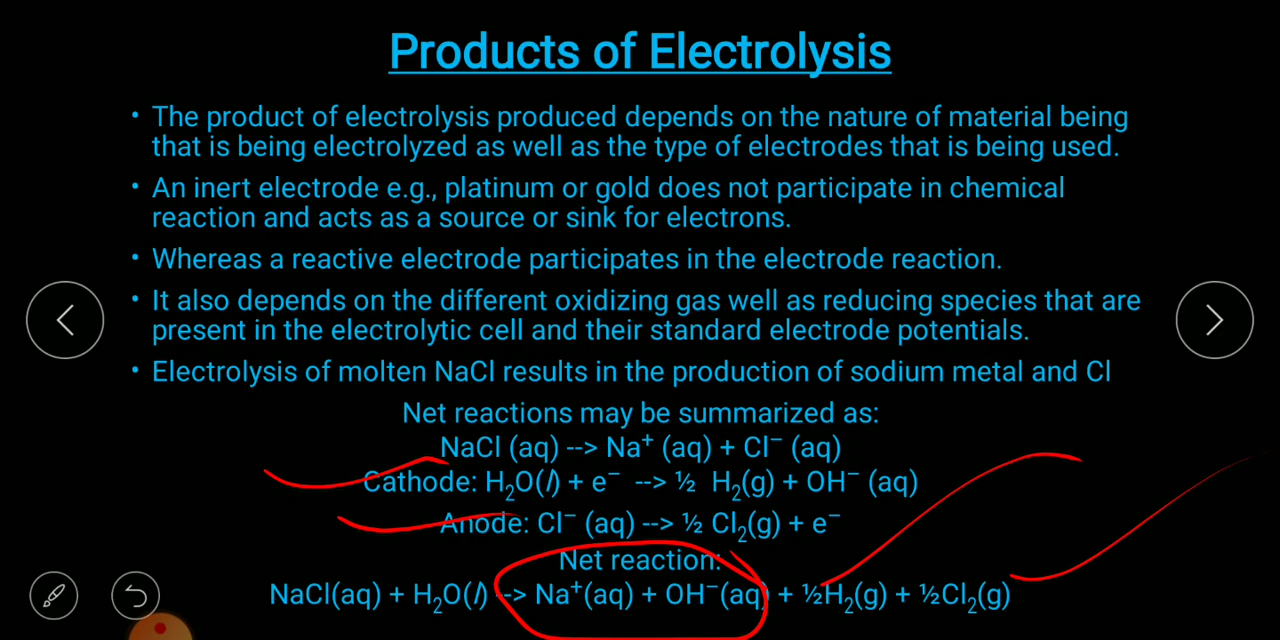 Products of Electrolysis
• The product of electrolysis produced depends on the nature of material being
that is being electrolyzed as well as the type of electrodes that is being used.
• An inert electrode e.g., platinum or gold does not participate in chemical
reaction and acts as a source or sink for electrons.
• Whereas a reactive electrode participates in the electrode reaction.
• It also depends on the different oxidizing gas well as reducing species that are
present in the electrolytic cell and their standard electrode potentials.
• Electrolysis of molten NaCl results in the production of sodium metal and Cl
Net reactions may be summarized as:
NaCl (aq) --> Na⁺ (aq) + Cl⁻ (aq)
Cathode: H₂O(l) + e⁻ --> ½ H₂(g) + OH⁻ (aq)
Anode: Cl⁻ (aq) --> ½ Cl₂(g) + e⁻
Net reaction:
NaCl(aq) + H₂O(l) --> Na⁺(aq) + OH⁻(aq) + ½H₂(g) + ½Cl₂(g)